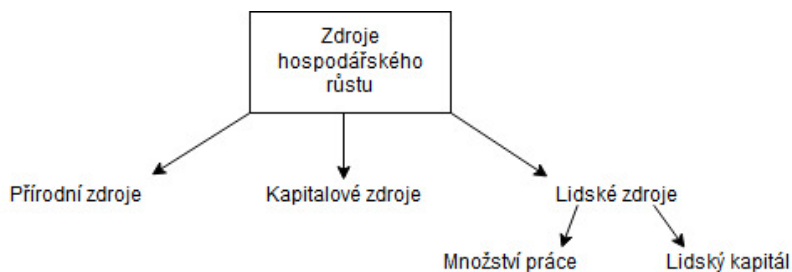 Zdroje
hospodářského
růstu
Přírodní zdroje
Kapitalové zdroje
Lidské zdroje
Množství práce
Lidský kapitál